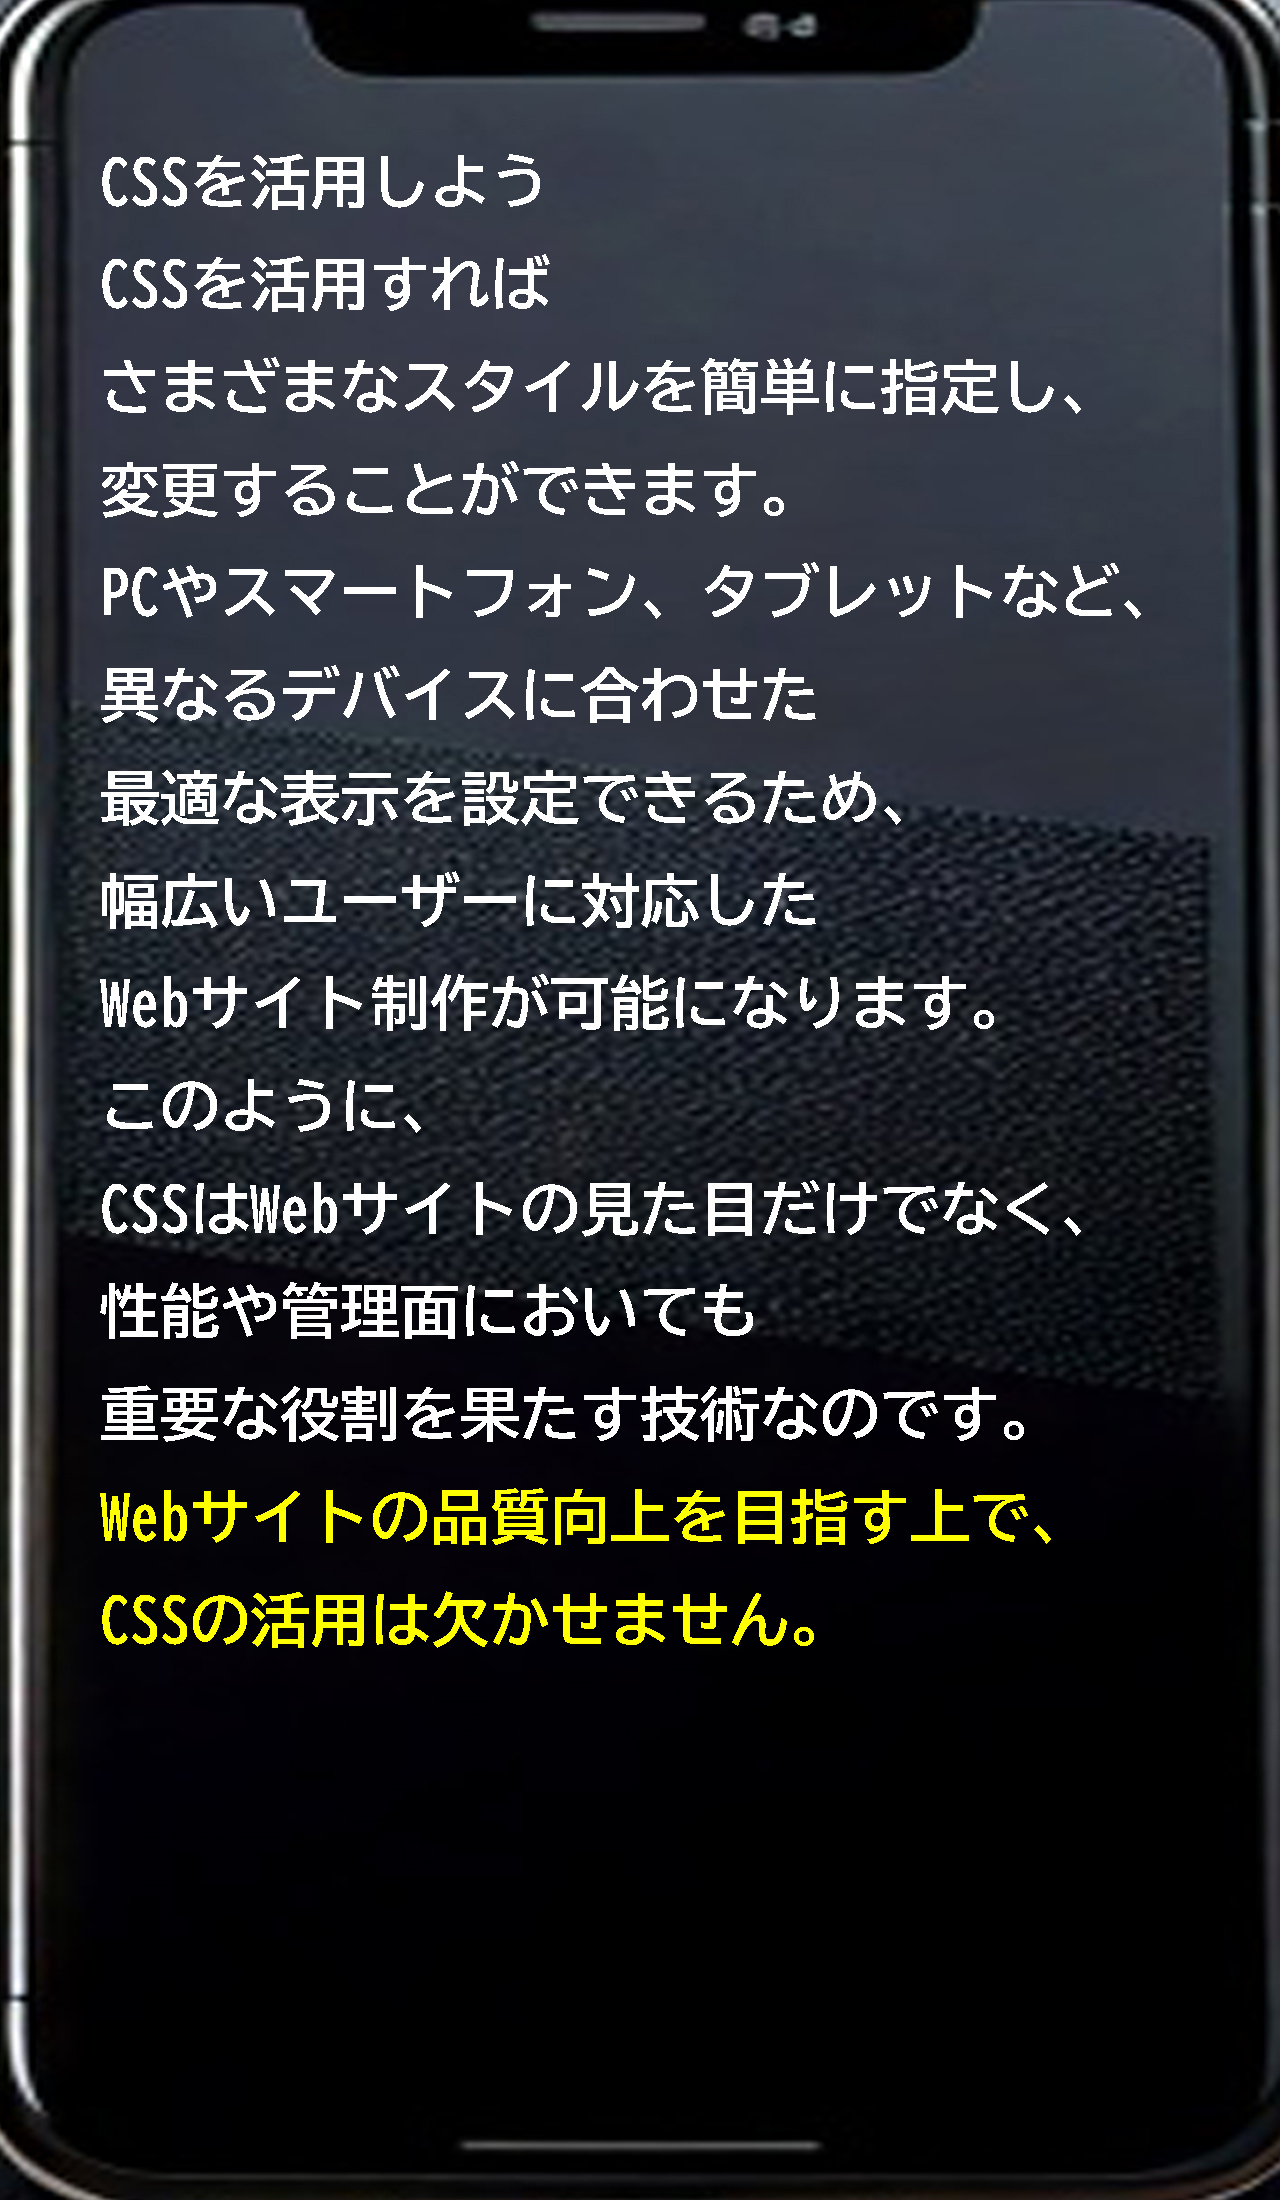 CSSを活用しよう
CSSを活用すれば
さまざまなスタイルを簡単に指定し、
変更することができます。
PCやスマートフォン、タブレットなど、
異なるデバイスに合わせた
最適な表示を設定できるため、
幅広いユーザーに対応した
Webサイト制作が可能になります。
このように、
CSSはWebサイトの見た目だけでなく、
性能や管理面においても
重要な役割を果たす技術なのです。
Webサイトの品質向上を目指す上で、
CSSの活用は欠かせません。